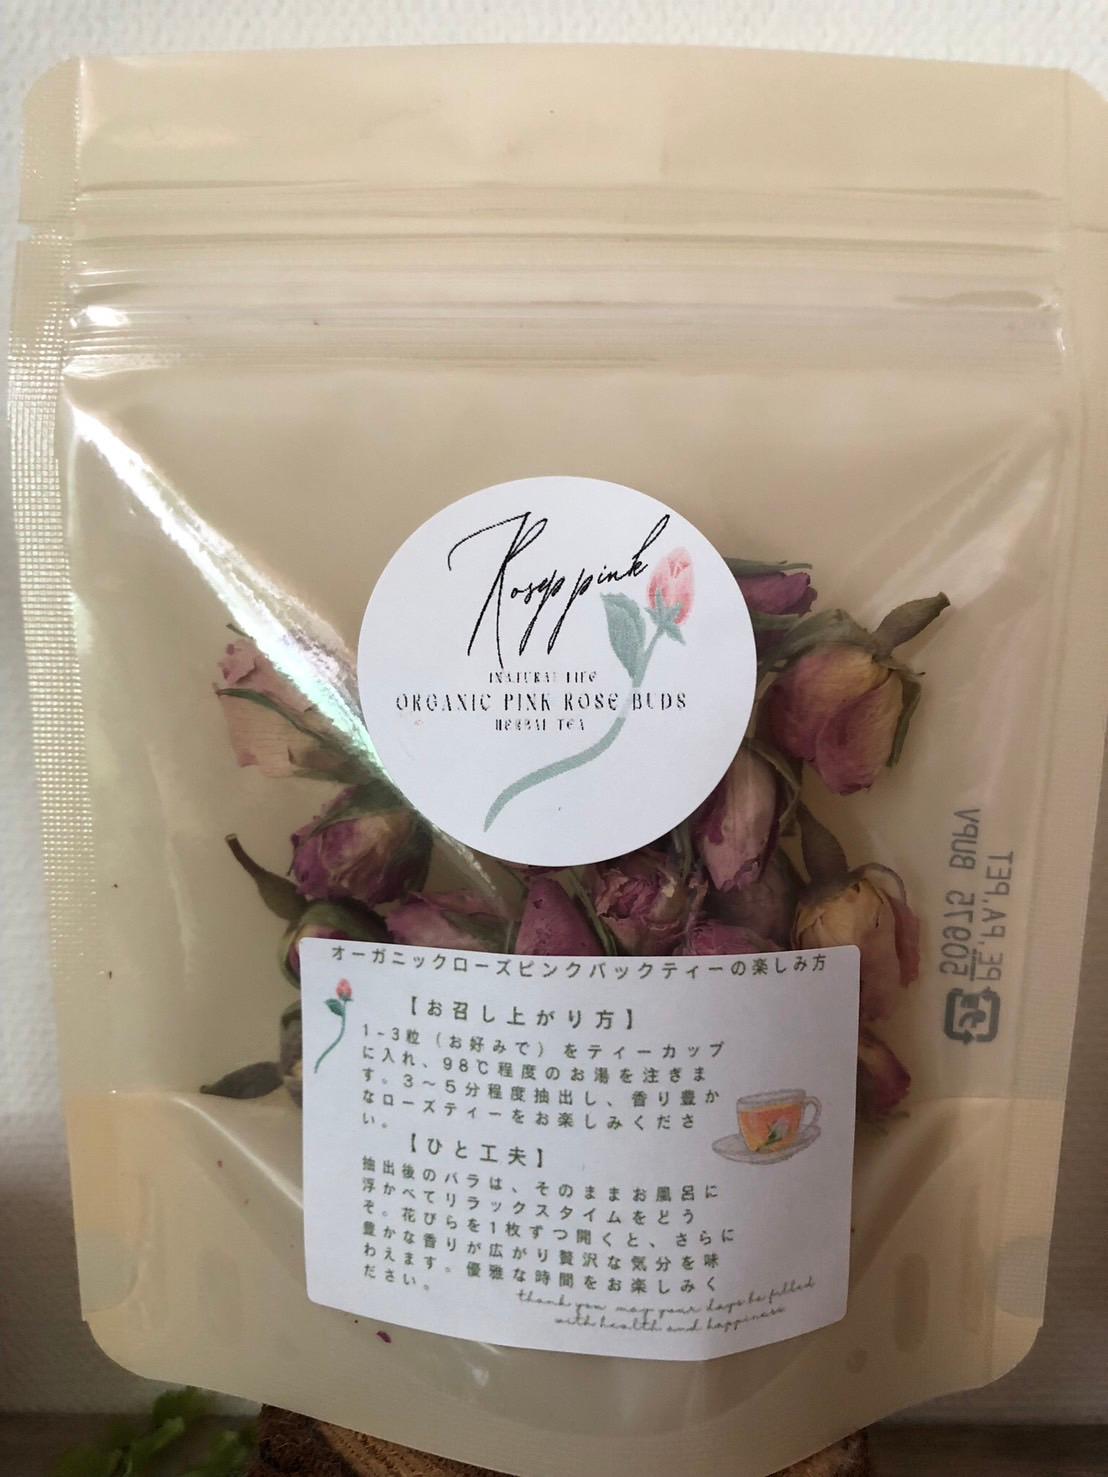 Rosyp pink
INATURAL LIFE
ORGANIC PINK ROSE BUDS
HERBAL TEA
50975 BUPV
PE.PA.PET
オーガニックローズピンクパックティーの楽しみ方
【お召し上がり方】
1-3粒（お好みで）をティーカップ
に入れ、98℃程度のお湯を注ぎま
す。3～5分程度抽出し、香り豊か
なローズティーをお楽しみくださ
い。
【ひと工夫】
抽出後のバラは、そのままお風呂に
浮かべてリラックスタイムをどう
ぞ。花びらを1枚ずつ開くと、さらに
豊かな香りが広がり贅沢な気分を味
わえます。優雅な時間をお楽しみく
ださい。
thank you may your days be filled
with health and happiness